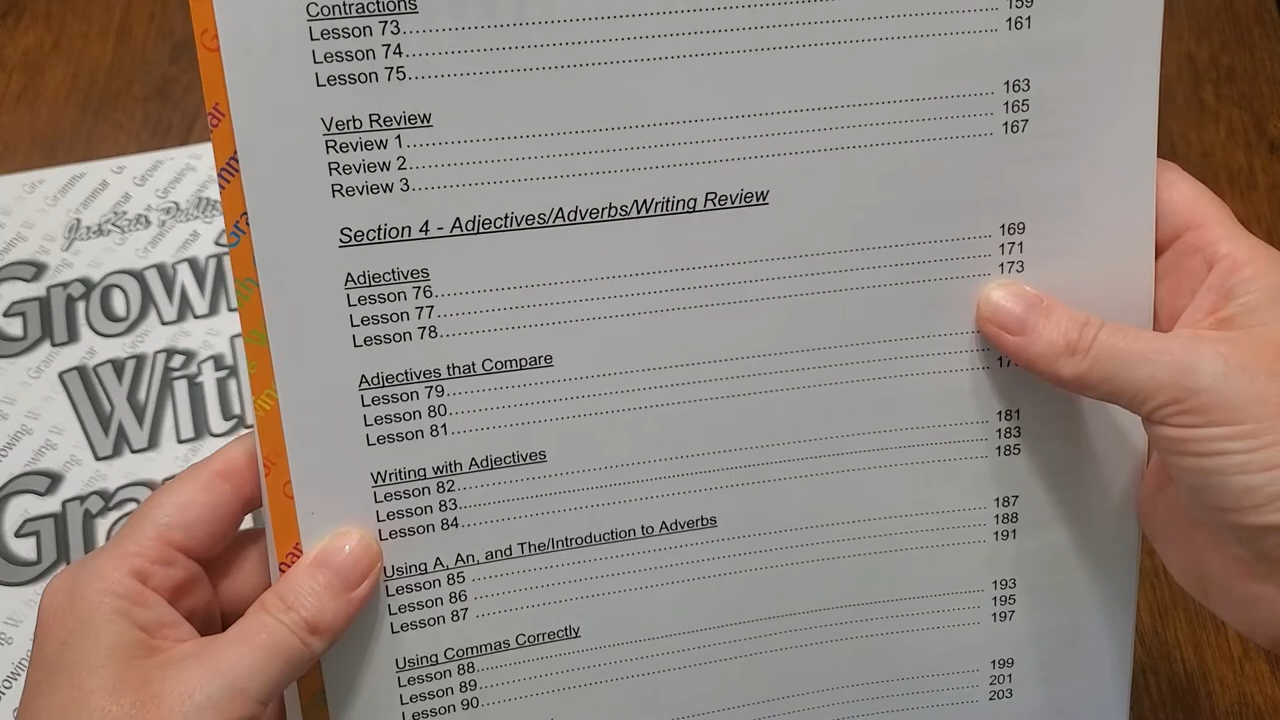 Contractions
Lesson 73 159
Lesson 74 161
Lesson 75
Verb Review
Review 1 163
Review 2 165
Review 3 167
Section 4 - Adjectives/Adverbs/Writing Review
Adjectives
Lesson 76 169
Lesson 77 171
Lesson 78 173
Adjectives that Compare
Lesson 79
Lesson 80
Lesson 81
Writing with Adjectives
Lesson 82 181
Lesson 83 183
Lesson 84 185
Using A, An, and The/Introduction to Adverbs
Lesson 85 187
Lesson 86 188
Lesson 87 191
Using Commas Correctly
Lesson 88 193
Lesson 89 195
Lesson 90 197
199
201
203
Growi
With
Gra